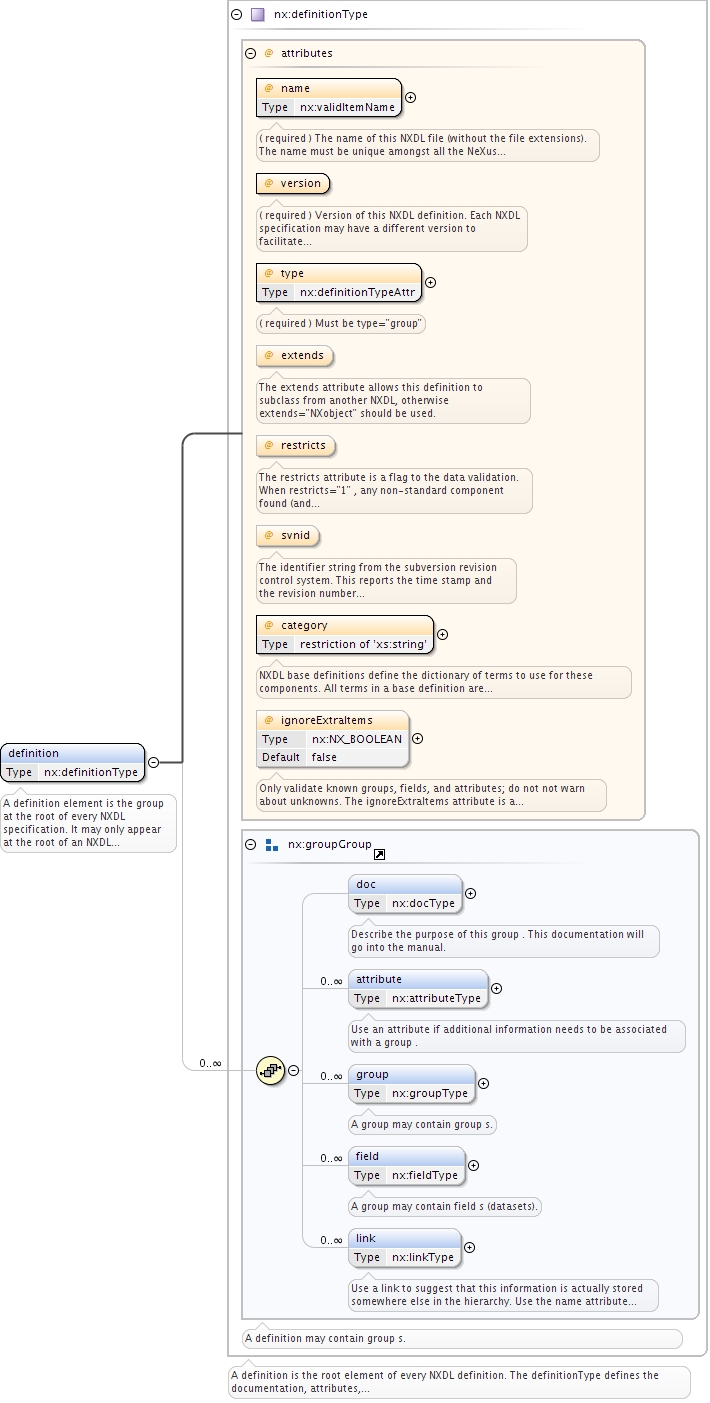 nx:definitionType
@ attributes
@ name
Type nx:validItemName
( required ) The name of this NXDL file (without the file extensions).
The name must be unique amongst all the NeXus...
@ version
( required ) Version of this NXDL definition. Each NXDL
specification may have a different version to
facilitate...
@ type
Type nx:definitionTypeAttr
( required ) Must be type="group"
@ extends
The extends attribute allows this definition to
subclass from another NXDL, otherwise
extends="NXobject" should be used.
@ restricts
The restricts attribute is a flag to the data validation.
When restricts="1" , any non-standard component
found (and...
@ svnid
The identifier string from the subversion revision
control system. This reports the time stamp and
the revision number...
@ category
Type restriction of 'xs:string'
NXDL base definitions define the dictionary of terms to use for these
components. All terms in a base definition are...
@ ignoreExtraItems
Type nx:NX_BOOLEAN
Default false
Only validate known groups, fields, and attributes; do not not warn
about unknowns. The ignoreExtraItems attribute is a...
definition
Type nx:definitionType
A definition element is the group
at the root of every NXDL
specification. It may only appear
at the root of an NXDL...
nx:groupGroup
0..∞
doc
Type nx:docType
Describe the purpose of this group . This documentation will
go into the manual.
0..∞
attribute
Type nx:attributeType
Use an attribute if additional information needs to be associated
with a group .
0..∞
group
Type nx:groupType
A group may contain group s.
0..∞
field
Type nx:fieldType
A group may contain field s (datasets).
0..∞
link
Type nx:linkType
Use a link to suggest that this information is actually stored
somewhere else in the hierarchy. Use the name attribute...
A definition may contain group s.
A definition is the root element of every NXDL definition. The definitionType defines the
documentation, attributes,...